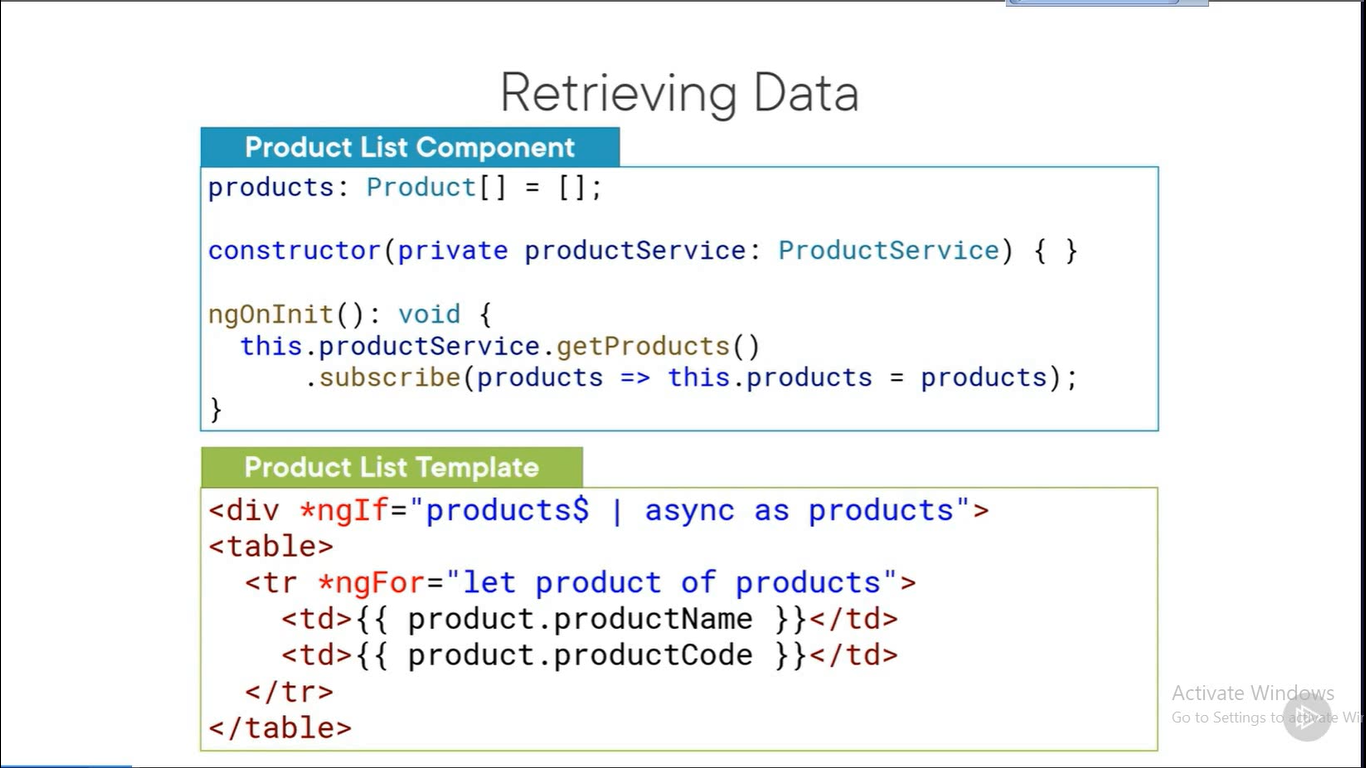 Retrieving Data
Product List Component
products: Product[] = [];
constructor(private productService: ProductService) { }
ngOnInit(): void {
  this.productService.getProducts()
      .subscribe(products => this.products = products);
}
Product List Template
<div *ngIf="products$ | async as products">
<table>
  <tr *ngFor="let product of products">
    <td>{{ product.productName }}</td>
    <td>{{ product.productCode }}</td>
  </tr>
</table>
Activate Windows
Go to Settings to activate Wi